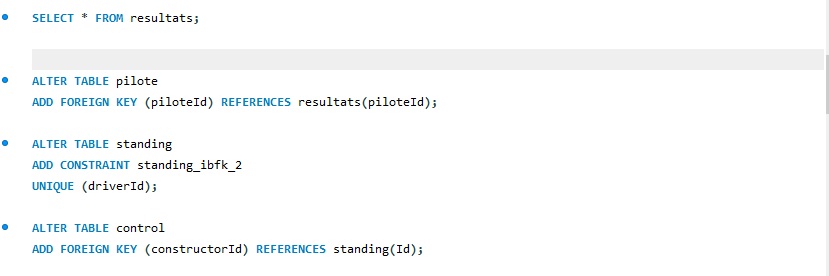 SELECT * FROM resultats;
ALTER TABLE pilote
ADD FOREIGN KEY (piloteId) REFERENCES resultats(piloteId);
ALTER TABLE standing
ADD CONSTRAINT standing_ibfk_2
UNIQUE (driverId);
ALTER TABLE control
ADD FOREIGN KEY (constructorId) REFERENCES standing(Id);